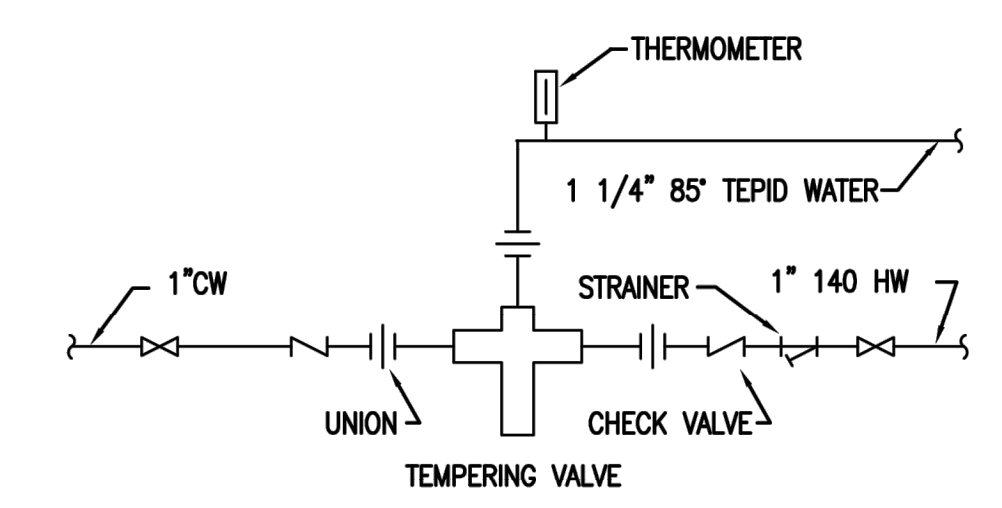 THERMOMETER
1 1/4" 85° TEPID WATER
1"CW
STRAINER
1" 140 HW
UNION
CHECK VALVE
TEMPERING VALVE